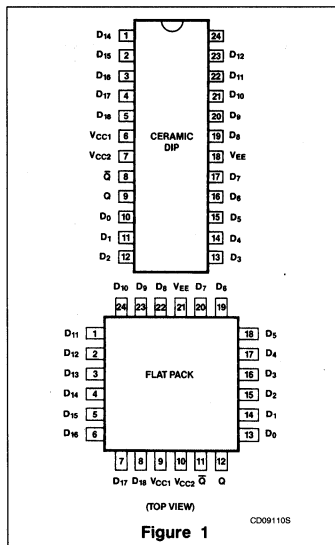 D14 1 24
D15 2 23 D12
D16 3 22 D11
D17 4 21 D10
D18 5 20 D9
VCC1 6 CERAMIC DIP 19 D8
VCC2 7 18 VEE
Q̅ 8 17 D7
Q 9 16 D6
D0 10 15 D5
D1 11 14 D4
D2 12 13 D3
D10 D9 D8 VEE D7 D6
24 23 22 21 20 19
D11 1 18 D5
D12 2 17 D4
D13 3 FLAT PACK 16 D3
D14 4 15 D2
D15 5 14 D1
D16 6 13 D0
7 8 9 10 11 12
D17 D18 VCC1 VCC2 Q̅ Q
(TOP VIEW)
CD09110S
Figure 1